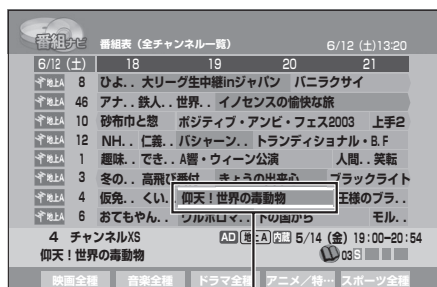 番組ナビ 番組表（全チャンネル一覧） 6/12（土）13:20
6/12（土） 18 19 20 21
地上A 8 ひよ.. 大リーグ生中継inジャパン バニラクサイ
地上A 46 アナ.. 鉄人.. 世界.. イノセンスの愉快な旅
地上A 10 砂布巾と惣 ポジティブ・アンビ・フェス2003 上手2
地上A 12 NH.. 仁義.. バシャーン.. トランディショナル・B.F
地上A 1 趣味.. でき.. A響・ウィーン公演 人間.. 笑転
地上A 3 冬の.. 高飛び番付 きょうの出来心 ブラックライト
地上A 4 仮免.. くい.. 仰天！世界の毒動物 王様のブラ..
地上A 6 おてもやん.. ウルホロマ.. トの国から モル..
4 チャンネルXS AD 地上A 5/14（金）19:00-20:54
仰天！世界の毒動物 03S
映画全種 音楽全種 ドラマ全種 アニメ/特… スポーツ全種